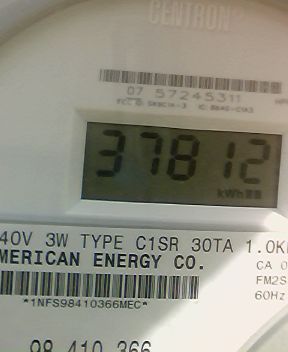 CENTRON®
07 57245311
37812
kWh
40V 3W TYPE C1SR 30TA 1.0K
MERICAN ENERGY CO.
CA 0
FM2S
60Hz
*1NFS98410366MEC*
98 410 366